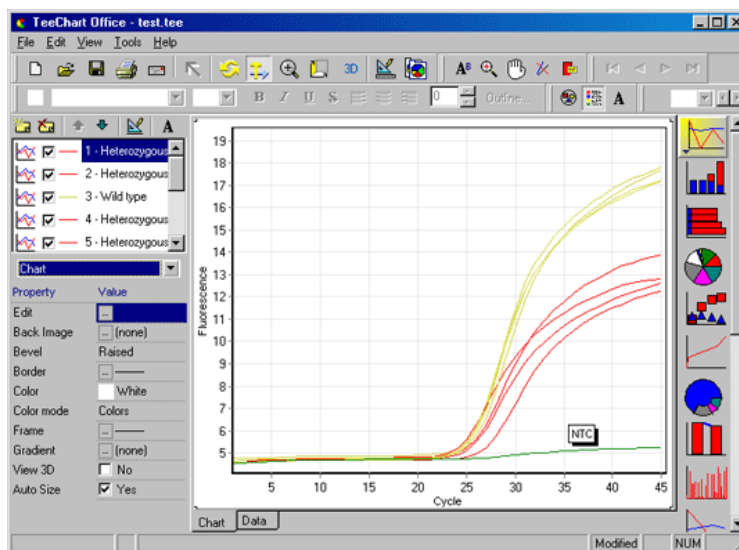 TeeChart Office - test.tee
File Edit View Tools Help
3D A B
B I U S 0 Outline... A
A
1 - Heterozygous
2 - Heterozygous
3 - Wild type
4 - Heterozygous
5 - Heterozygous
Chart
Property Value
Edit ...
Back Image ... (none)
Bevel Raised
Border ...
Color White
Color mode Colors
Frame ...
Gradient ... (none)
View 3D No
Auto Size Yes
Fluorescence
19
18
17
16
15
14
13
12
11
10
9
8
7
6
5
NTC
5 10 15 20 25 30 35 40 45
Cycle
Chart Data
Modified NUM